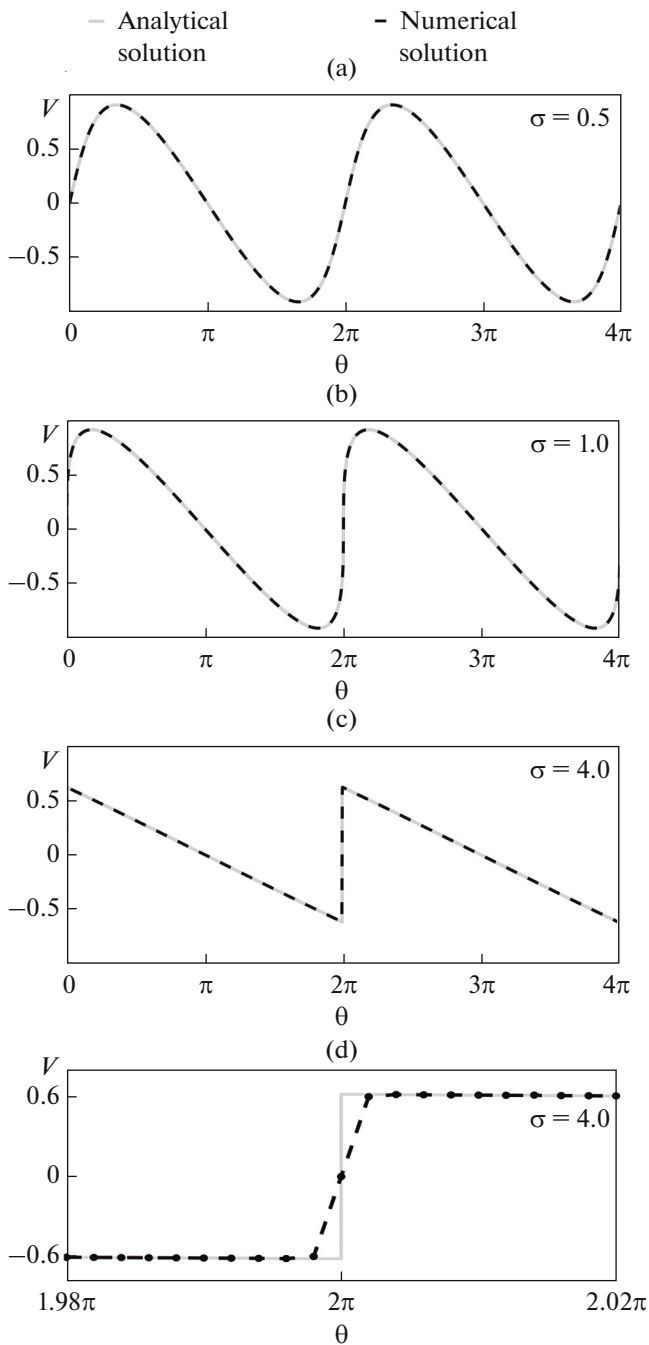 Analytical solution
Numerical solution
(a)
V
σ = 0.5
0.5
0
−0.5
0 π 2π 3π 4π
θ
(b)
V
σ = 1.0
0.5
0
−0.5
0 π 2π 3π 4π
θ
(c)
V
σ = 4.0
0.5
0
−0.5
0 π 2π 3π 4π
θ
(d)
V
0.6
σ = 4.0
0
−0.6
1.98π 2π 2.02π
θ